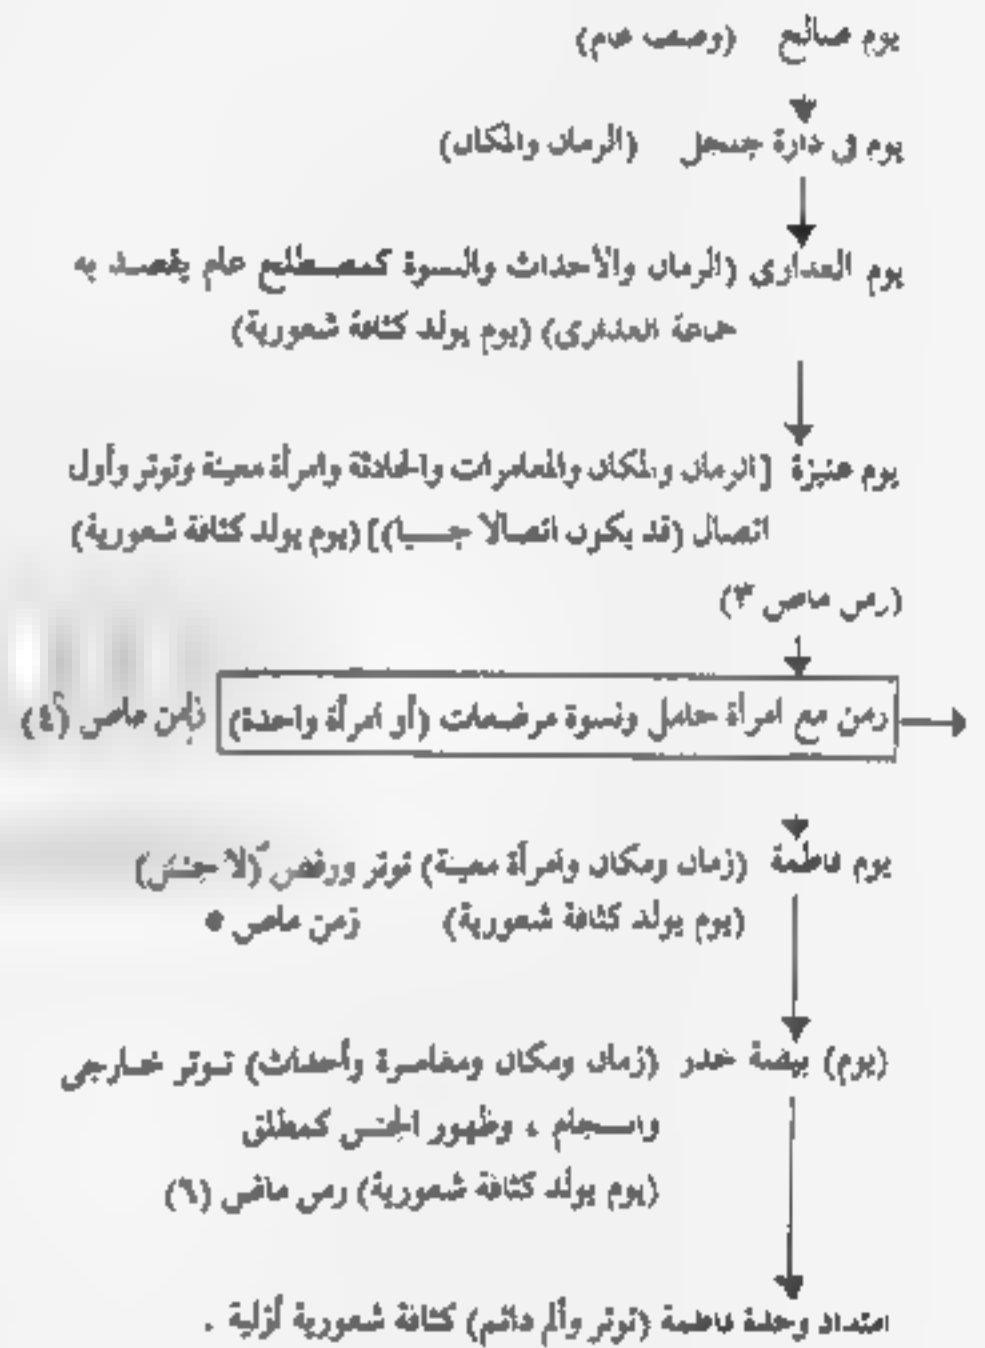 يوم صالح (وصف عام)
يوم في دارة جلجل (الزمان والمكان)
يوم العذارى (الزمان والأحداث والنسوة كمصطلح عام يقصد به
جماعة العذارى) (يوم يولد كثافة شعورية)
يوم عنيزة [الزمان والمكان والمغامرات والحادثة وامرأة معينة وتوتر وأول
اتصال (قد يكون اتصالا جنسيا)] (يوم يولد كثافة شعورية)
(زمن ماض ٣)
زمن مع امرأة حامل ونسوة مرضعات (أو امرأة واحدة) زمن ماض (٤)
يوم فاطمة (زمان ومكان وامرأة معينة) توتر ورفض (لا جنس)
(يوم يولد كثافة شعورية) زمن ماض ٥
(يوم) بيضة خدر (زمان ومكان ومغامرة وأحداث) توتر خارجي
وانسجام ، وظهور الجنس كمطلق
(يوم يولد كثافة شعورية) زمن ماض (٦)
امتداد وحدة فاطمة (توتر وألم دائم) كثافة شعورية أزلية .